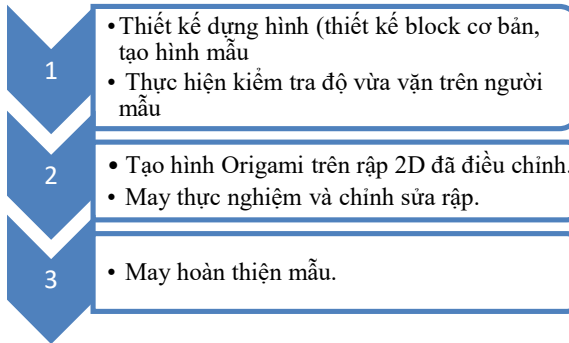 1
•Thiết kế dựng hình (thiết kế block cơ bản,
tạo hình mẫu
• Thực hiện kiểm tra độ vừa vặn trên người
mẫu
2
• Tạo hình Origami trên rập 2D đã điều chỉnh.
• May thực nghiệm và chỉnh sửa rập.
3
• May hoàn thiện mẫu.